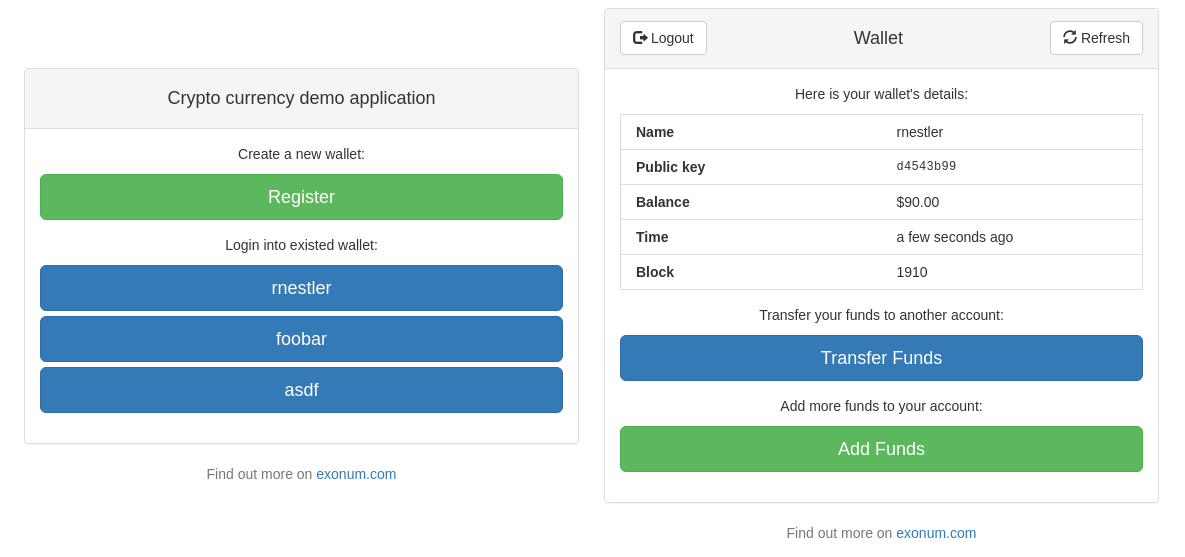 Crypto currency demo application
Create a new wallet:
Register
Login into existed wallet:
rnestler
foobar
asdf
Find out more on exonum.com
Logout Wallet Refresh
Here is your wallet's details:
Name rnestler
Public key d4543b99
Balance $90.00
Time a few seconds ago
Block 1910
Transfer your funds to another account:
Transfer Funds
Add more funds to your account:
Add Funds
Find out more on exonum.com